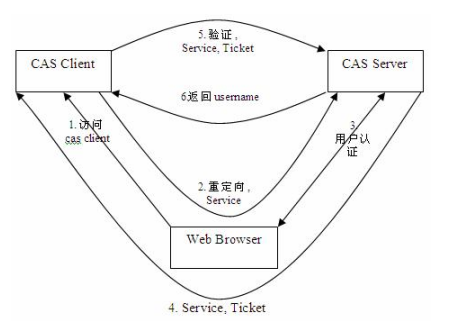 5.验证,
Service, Ticket
CAS Client
CAS Server
6返回 username
1.访问
cas client
3.
用户认
证
2.重定向,
Service
Web Browser
4. Service, Ticket